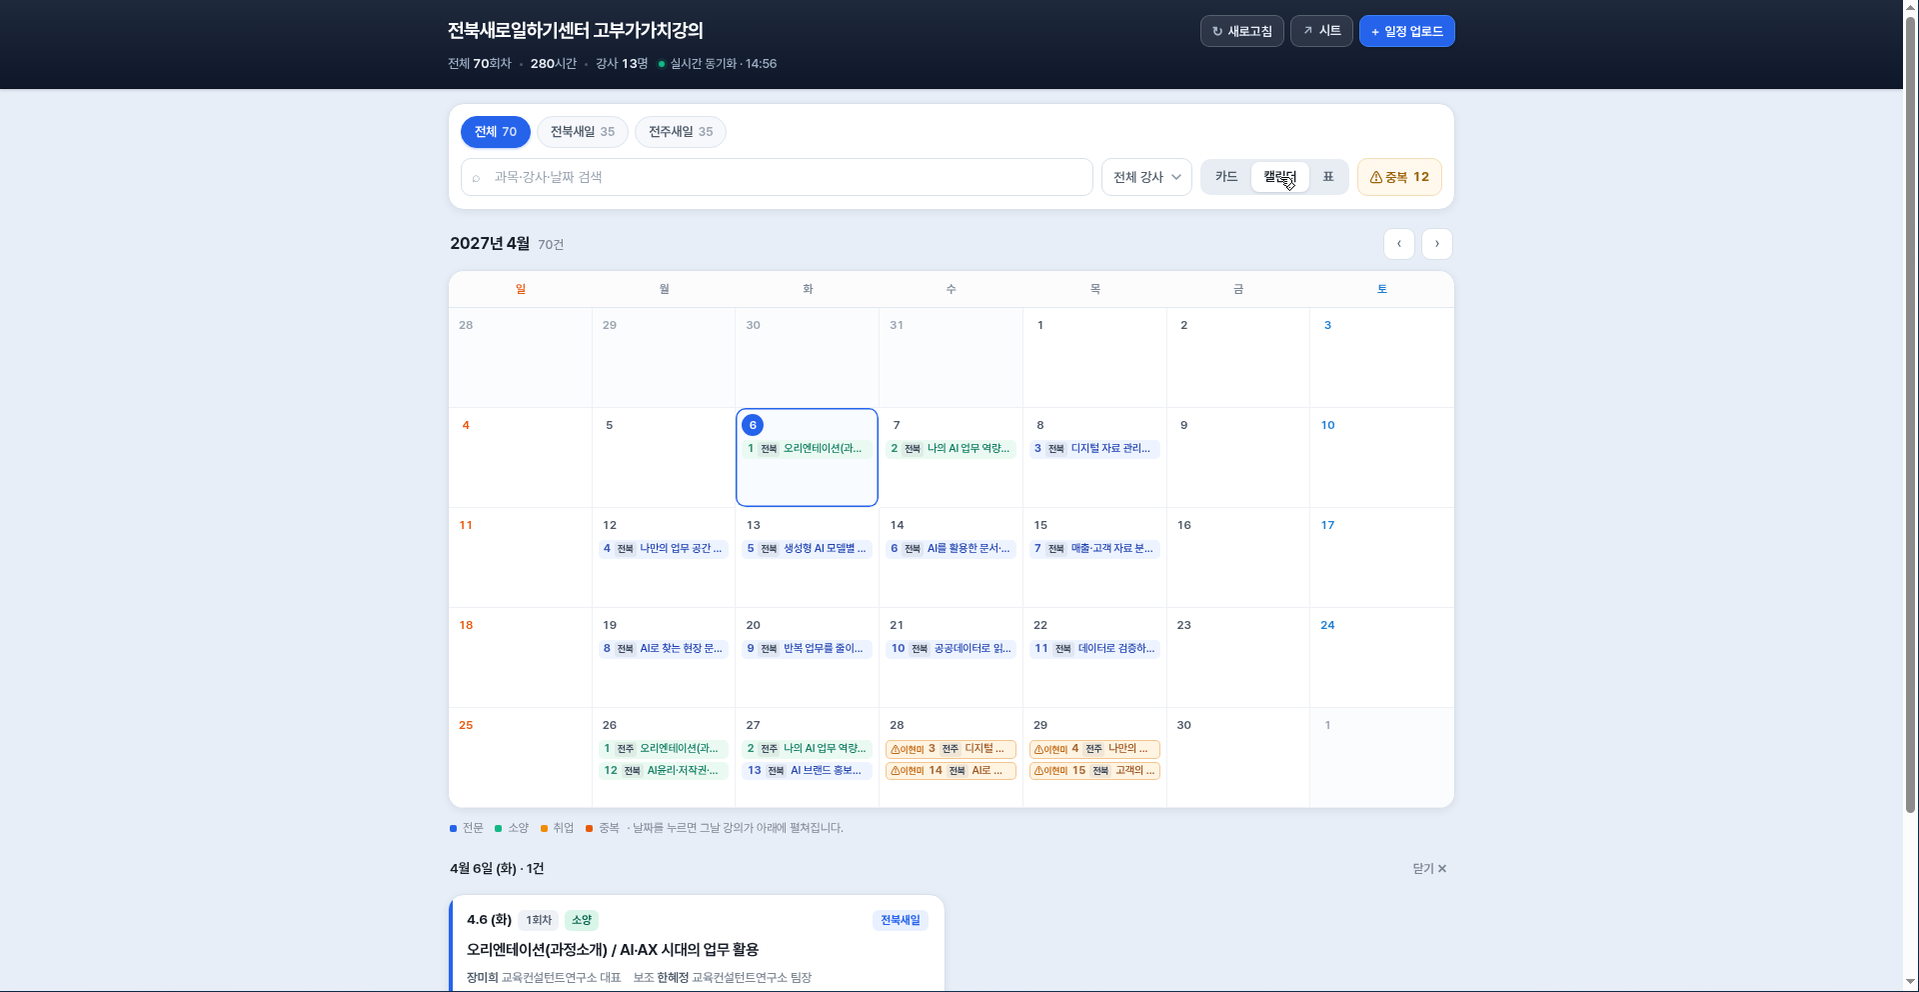 전북새로일하기센터 고부가가치강의
↻ 새로고침 ↗ 시트 + 일정 업로드
전체 70회차 · 280시간 · 강사 13명 ● 실시간 동기화 · 14:56
전체 70 전북새일 35 전주새일 35
과목·강사·날짜 검색 전체 강사 카드 캘린더 표 ⚠ 중복 12
2027년 4월 70건 ‹ ›
일 월 화 수 목 금 토
28 29 30 31 1 2 3
4 5 6 7 8 9 10
1 전북 오리엔테이션(과... 2 전북 나의 AI 업무 역량... 3 전북 디지털 자료 관리...
11 12 13 14 15 16 17
4 전북 나만의 업무 공간 ... 5 전북 생성형 AI 모델별 ... 6 전북 AI를 활용한 문서·... 7 전북 매출·고객 자료 분...
18 19 20 21 22 23 24
8 전북 AI로 찾는 현장 문... 9 전북 반복 업무를 줄이... 10 전북 공공데이터로 읽... 11 전북 데이터로 검증하...
25 26 27 28 29 30 1
1 전주 오리엔테이션(과... 2 전주 나의 AI 업무 역량... ⚠이현미 3 전주 디지털 ... ⚠이현미 4 전주 나만의 ...
12 전북 AI윤리·저작권·... 13 전북 AI 브랜드 홍보... ⚠이현미 14 전북 AI로 ... ⚠이현미 15 전북 고객의 ...
전문 소양 취업 중복 · 날짜를 누르면 그날 강의가 아래에 펼쳐집니다.
4월 6일 (화) · 1건 닫기 ✕
4.6 (화) 1회차 소양 전북새일
오리엔테이션(과정소개) / AI·AX 시대의 업무 활용
장미희 교육컨설턴트연구소 대표 보조 한혜정 교육컨설턴트연구소 팀장